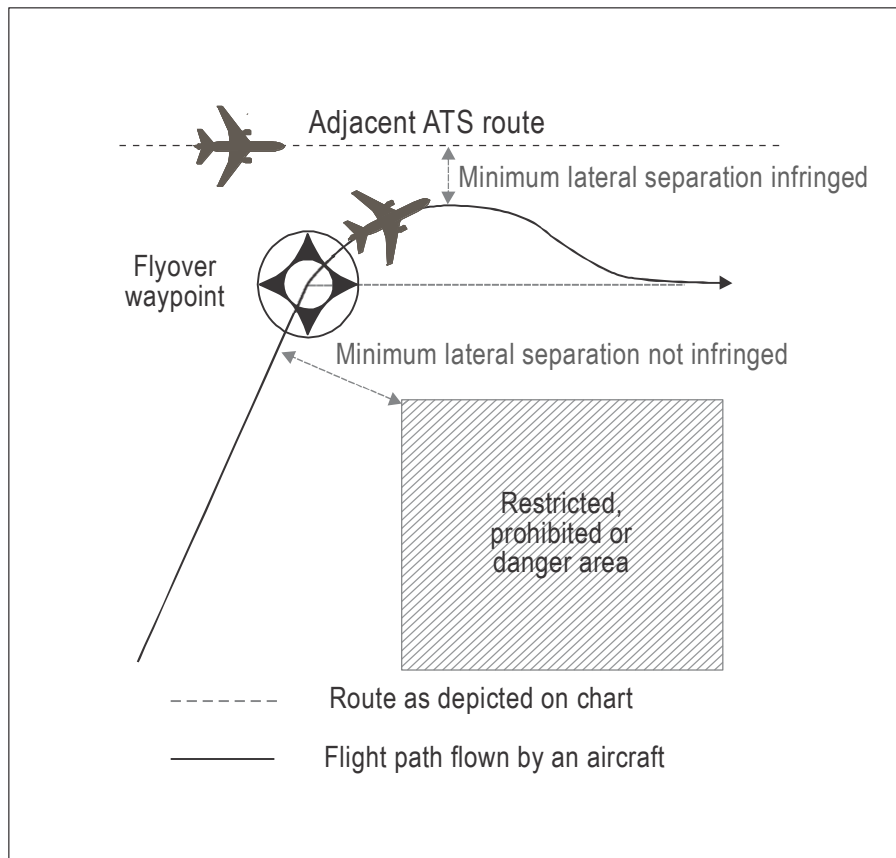 Adjacent ATS route
Minimum lateral separation infringed
Flyover
waypoint
Minimum lateral separation not infringed
Restricted,
prohibited or
danger area
Route as depicted on chart
Flight path flown by an aircraft